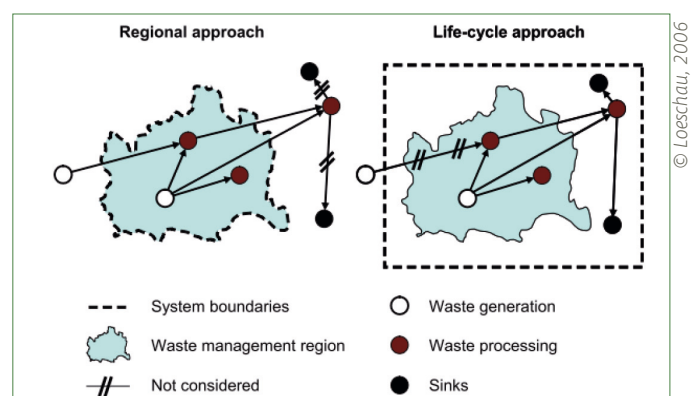 Regional approach
Life-cycle approach
© Loeschau, 2006
System boundaries
Waste generation
Waste management region
Waste processing
Not considered
Sinks